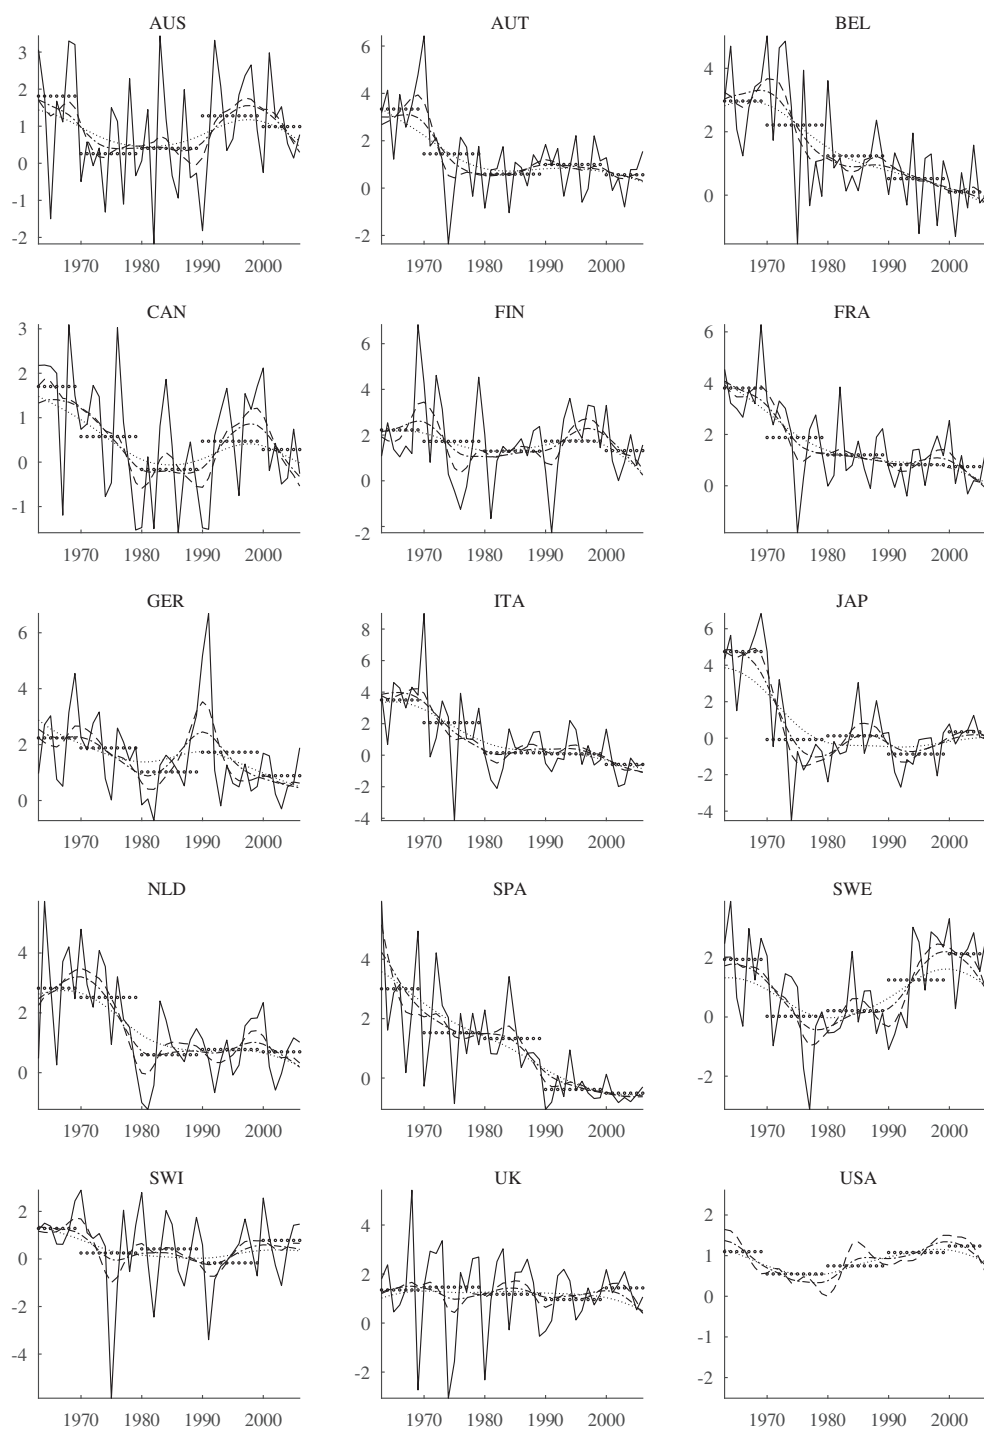 AUS AUT BEL
3 2 1 0 -1 -2
6 4 2 0 -2
4 2 0
1970 1980 1990 2000 1970 1980 1990 2000 1970 1980 1990 2000
CAN FIN FRA
3 2 1 0 -1
6 4 2 0 -2
6 4 2 0
1970 1980 1990 2000 1970 1980 1990 2000 1970 1980 1990 2000
GER ITA JAP
6 4 2 0
8 6 4 2 0 -2 -4
6 4 2 0 -2 -4
1970 1980 1990 2000 1970 1980 1990 2000 1970 1980 1990 2000
NLD SPA SWE
4 2 0
4 2 0
2 0 -2
1970 1980 1990 2000 1970 1980 1990 2000 1970 1980 1990 2000
SWI UK USA
2 0 -2 -4
4 2 0 -2
2 1 0 -1 -2
1970 1980 1990 2000 1970 1980 1990 2000 1970 1980 1990 2000